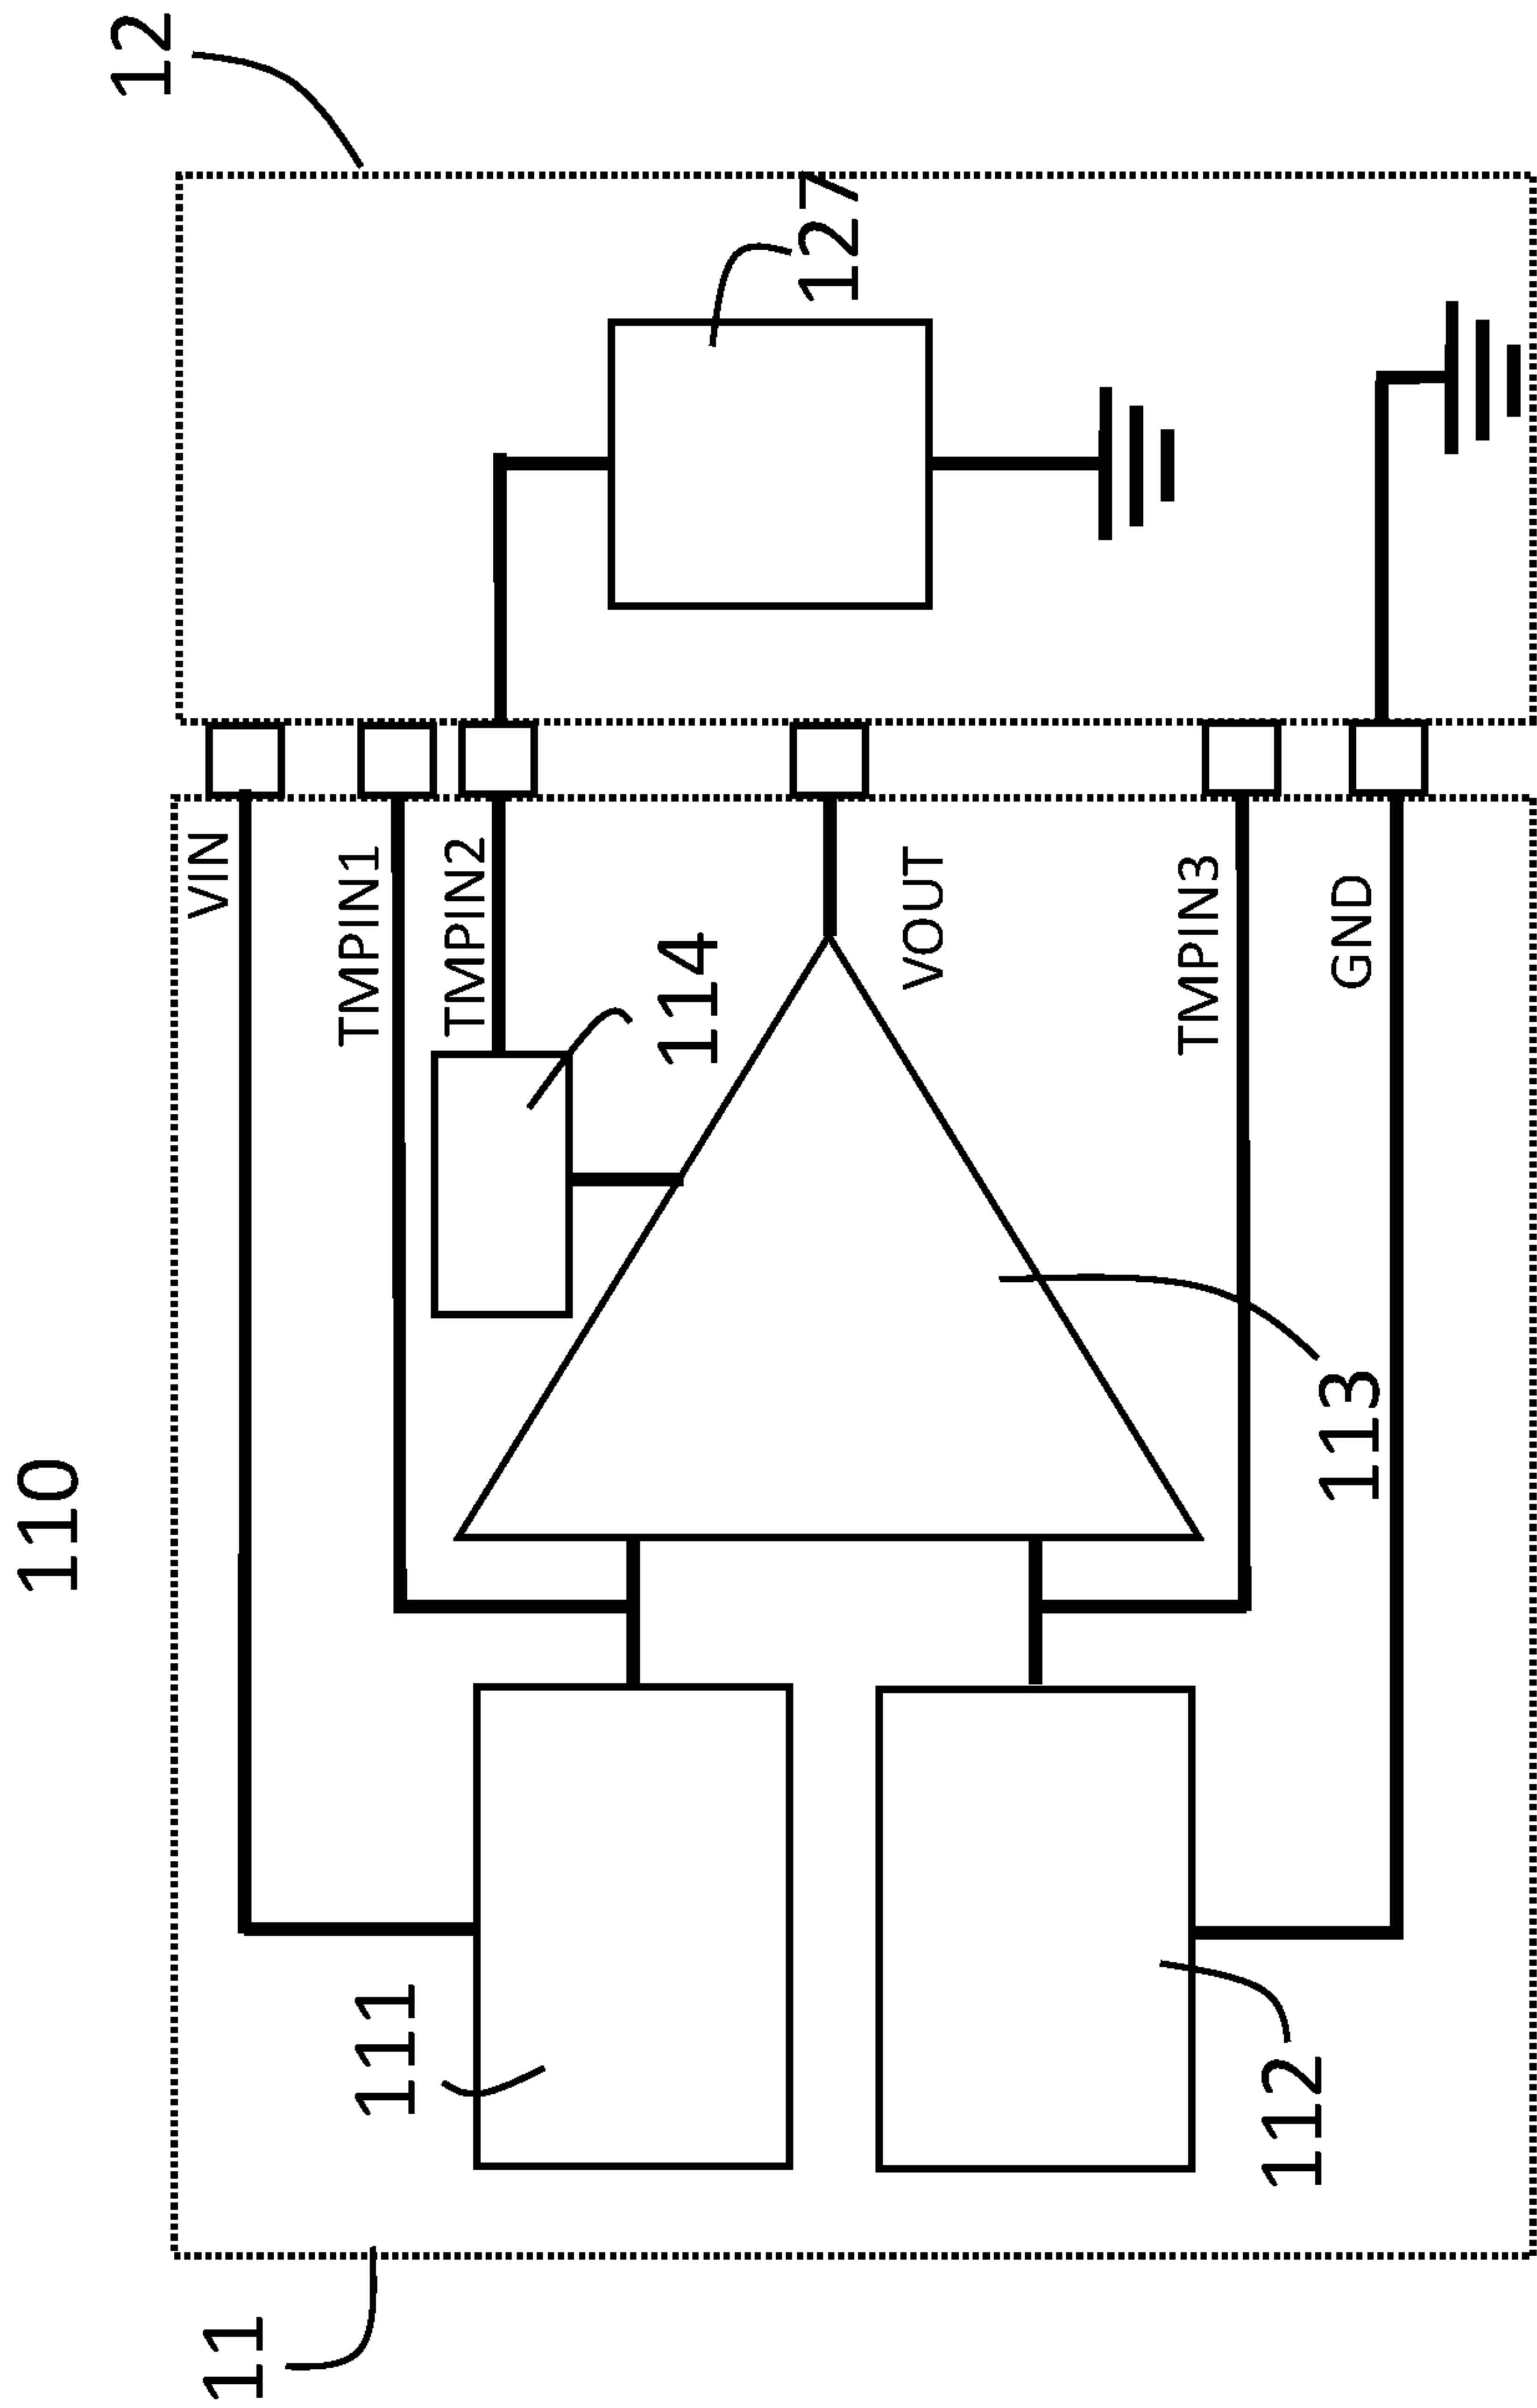 110
11
12
VIN
111
TMPIN1
TMPIN2
114
127
VOUT
TMPIN3
112
113
GND